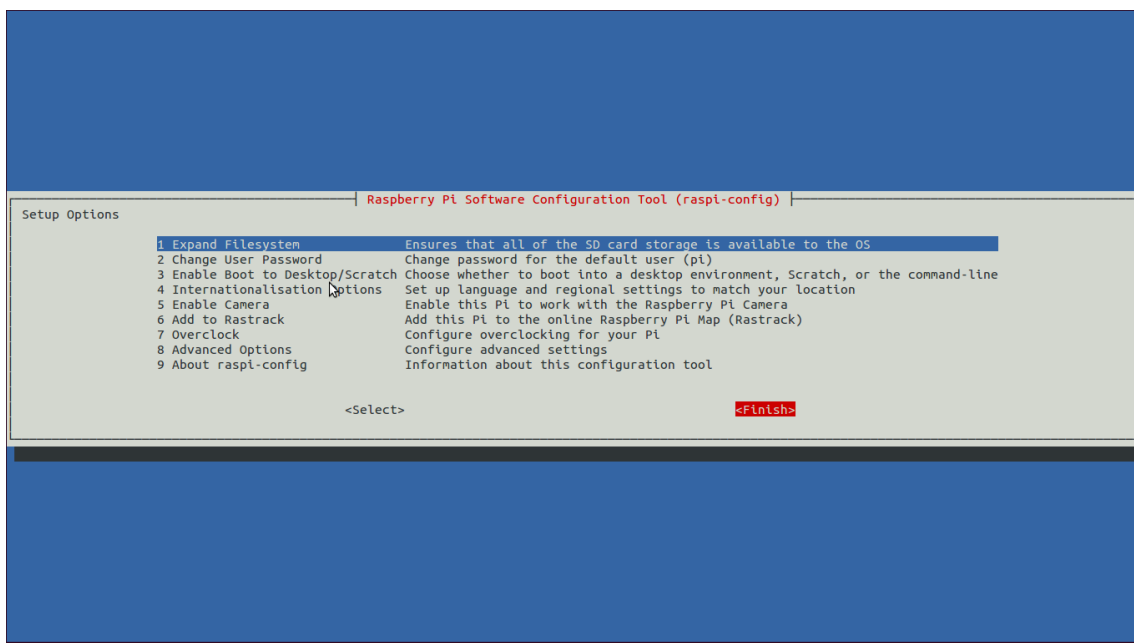 Raspberry Pi Software Configuration Tool (raspi-config)
Setup Options
1 Expand Filesystem Ensures that all of the SD card storage is available to the OS
2 Change User Password Change password for the default user (pi)
3 Enable Boot to Desktop/Scratch Choose whether to boot into a desktop environment, Scratch, or the command-line
4 Internationalisation Options Set up language and regional settings to match your location
5 Enable Camera Enable this Pi to work with the Raspberry Pi Camera
6 Add to Rastrack Add this Pi to the online Raspberry Pi Map (Rastrack)
7 Overclock Configure overclocking for your Pi
8 Advanced Options Configure advanced settings
9 About raspi-config Information about this configuration tool
<Select> <Finish>